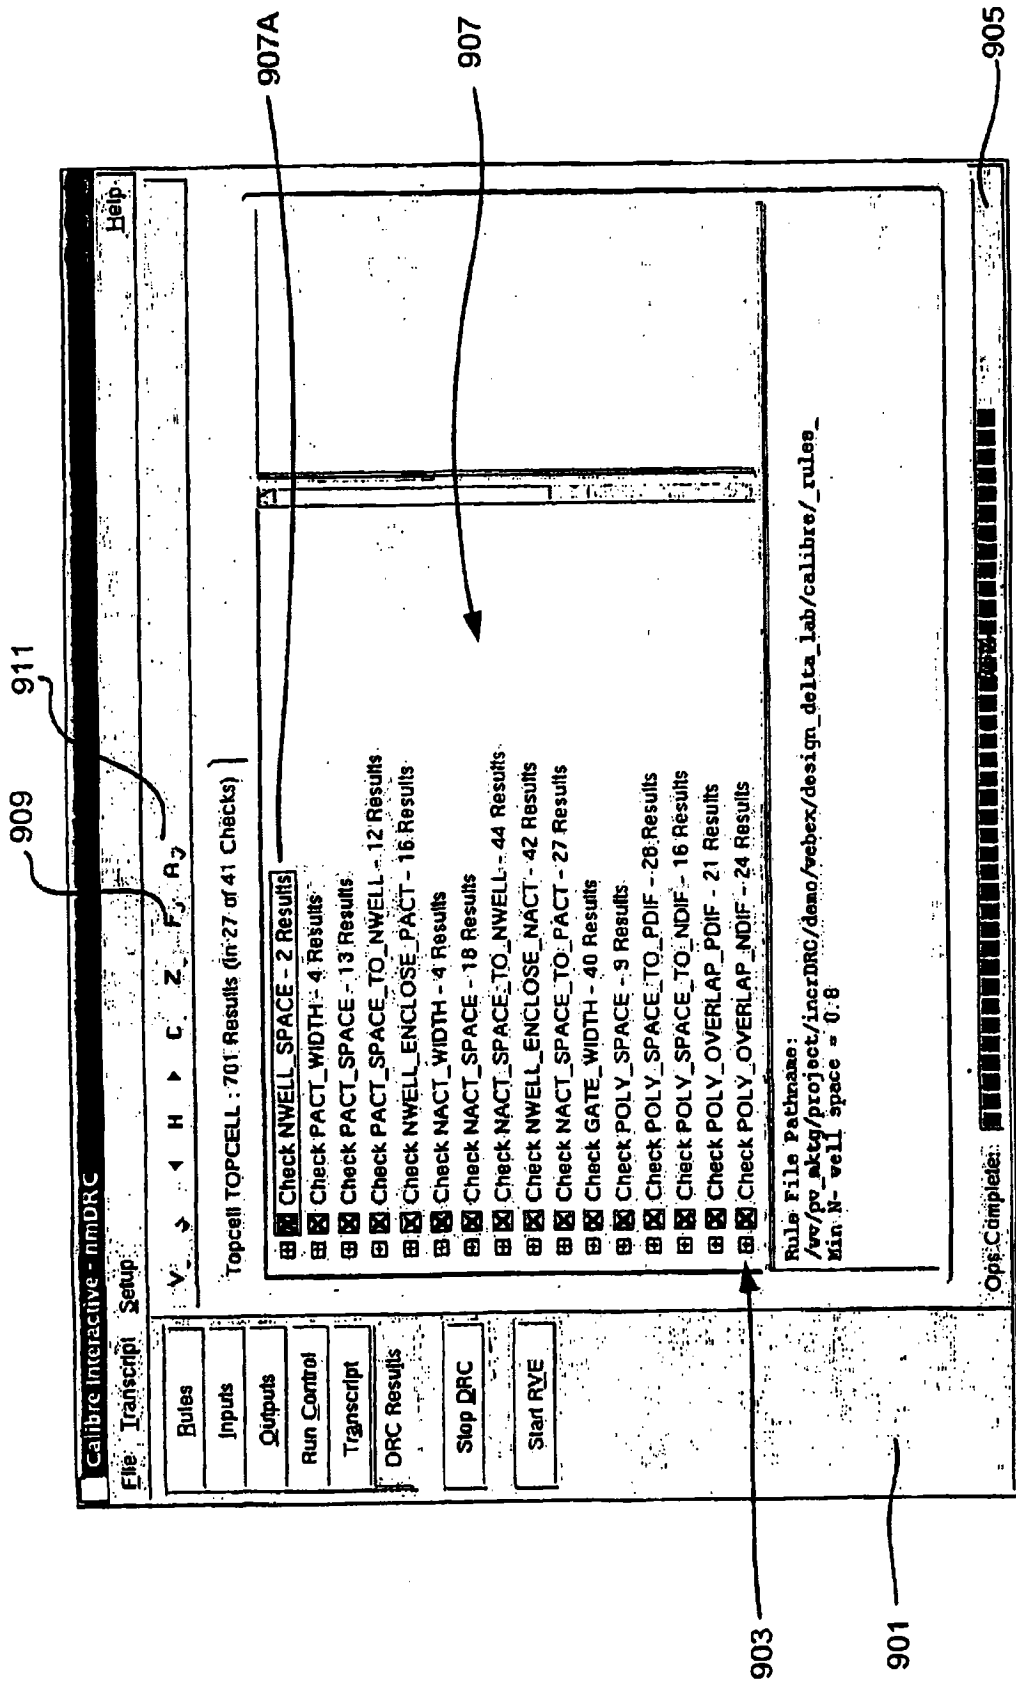 Calibre Interactive - nmDRC
File Transcript Setup Help
V H C Z F R
909
911
Rules
Inputs
Outputs
Run Control
Transcript
DRC Results
Stop DRC
Start RVE
Topcell TOPCELL : 701 Results (in 27 of 41 Checks)
Check NWELL_SPACE - 2 Results
Check PACT_WIDTH - 4 Results
Check PACT_SPACE - 13 Results
Check PACT_SPACE_TO_NWELL - 12 Results
Check NWELL_ENCLOSE_PACT - 16 Results
Check NACT_WIDTH - 4 Results
Check NACT_SPACE - 18 Results
Check NACT_SPACE_TO_NWELL - 44 Results
Check NWELL_ENCLOSE_NACT - 42 Results
Check NACT_SPACE_TO_PACT - 27 Results
Check GATE_WIDTH - 40 Results
Check POLY_SPACE - 9 Results
Check POLY_SPACE_TO_PDIF - 28 Results
Check POLY_SPACE_TO_NDIF - 16 Results
Check POLY_OVERLAP_PDIF - 21 Results
Check POLY_OVERLAP_NDIF - 24 Results
907A
907
Rule File Pathname:
/wv/pv_mktg/project/incrDRC/demo/webex/design_delta_lab/calibre/_rules_
Min N- well space = 0.8
Ops Complete:
903
901
905